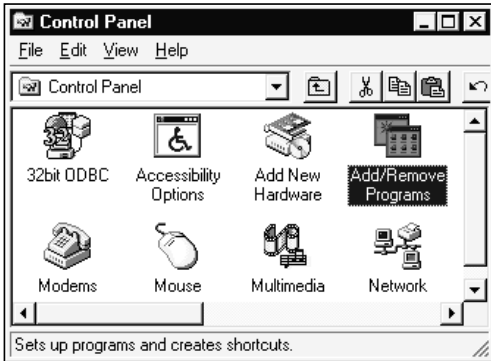 Control Panel
File Edit View Help
Control Panel
32bit ODBC
Accessibility Options
Add New Hardware
Add/Remove Programs
Modems
Mouse
Multimedia
Network
Sets up programs and creates shortcuts.